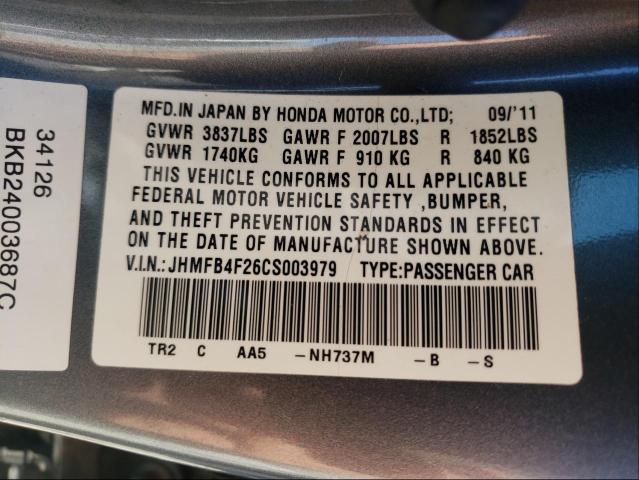 MFD.IN JAPAN BY HONDA MOTOR CO.,LTD; 09/'11
GVWR 3837LBS GAWR F 2007LBS R 1852LBS
GVWR 1740KG GAWR F 910 KG R 840 KG
THIS VEHICLE CONFORMS TO ALL APPLICABLE
FEDERAL MOTOR VEHICLE SAFETY ,BUMPER,
AND THEFT PREVENTION STANDARDS IN EFFECT
ON THE DATE OF MANUFACTURE SHOWN ABOVE.
V.I.N.: JHMFB4F26CS003979 TYPE:PASSENGER CAR
TR2 C AA5 -NH737M -B -S
34126
BKB24003687C